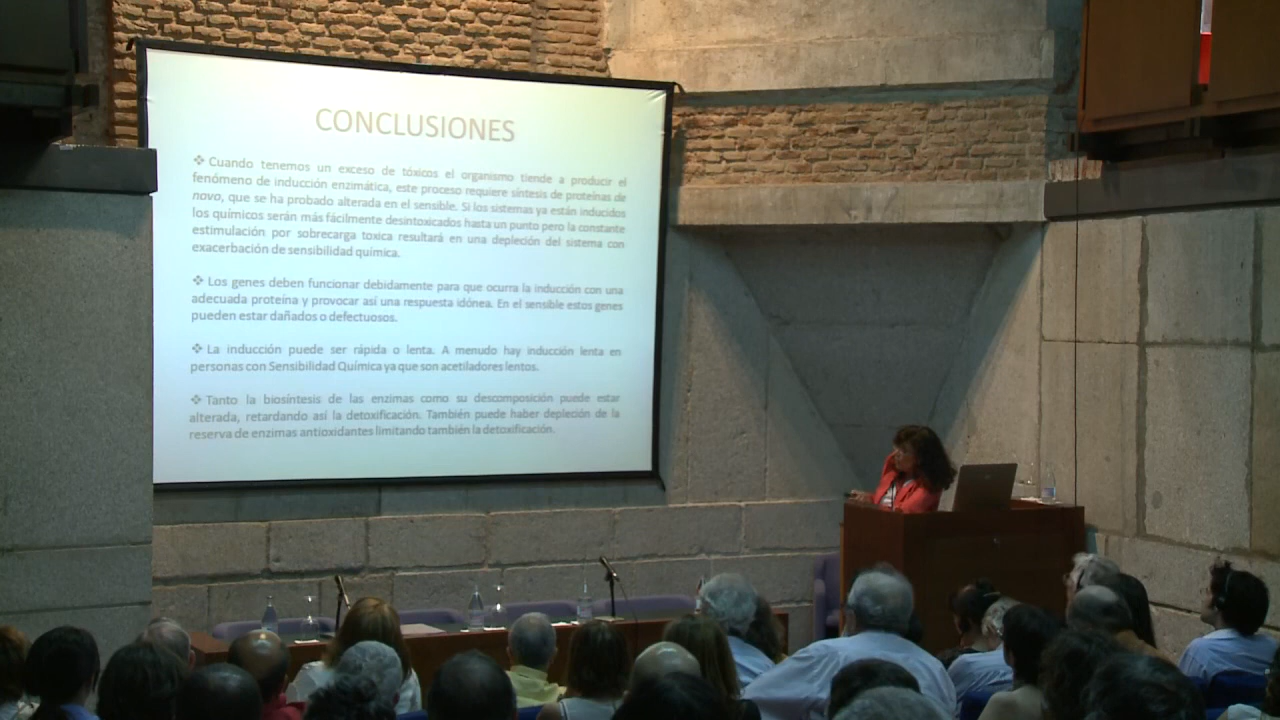 CONCLUSIONES
❖ Cuando tenemos un exceso de tóxicos el organismo tiende a producir el
fenómeno de inducción enzimática, este proceso requiere síntesis de proteínas de
novo, que se ha probado alterada en el sensible. Si los sistemas ya están inducidos
los químicos serán más fácilmente desintoxicados hasta un punto pero la constante
estimulación por sobrecarga toxica resultará en una depleción del sistema con
exacerbación de sensibilidad química.
❖ Los genes deben funcionar debidamente para que ocurra la inducción con una
adecuada proteína y provocar así una respuesta idónea. En el sensible estos genes
pueden estar dañados o defectuosos.
❖ La inducción puede ser rápida o lenta. A menudo hay inducción lenta en
personas con Sensibilidad Química ya que son acetiladores lentos.
❖ Tanto la biosíntesis de las enzimas como su descomposición puede estar
alterada, retardando así la detoxificación. También puede haber depleción de la
reserva de enzimas antioxidantes limitando también la detoxificación.